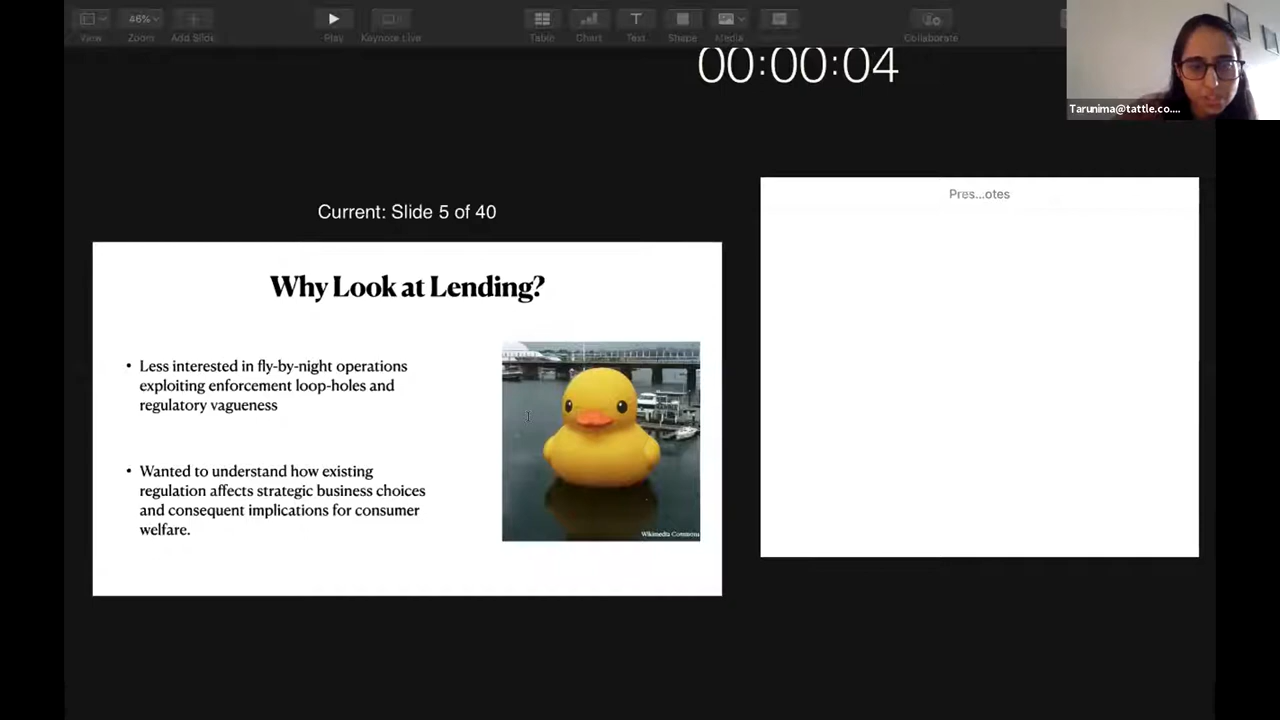 46%
View
Zoom
Add Slide
Play
Keynote Live
Table
Chart
Text
Shape
Media
Collaborate
00:00:04
Tarunima@tattle.co....
Current: Slide 5 of 40
Pres...otes
Why Look at Lending?
• Less interested in fly-by-night operations
exploiting enforcement loop-holes and
regulatory vagueness
• Wanted to understand how existing
regulation affects strategic business choices
and consequent implications for consumer
welfare.
Wikimedia Commons